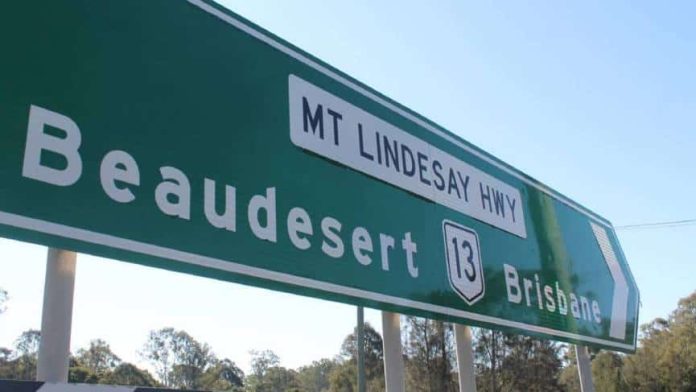 MT LINDESAY HWY
Beaudesert 13 Brisbane